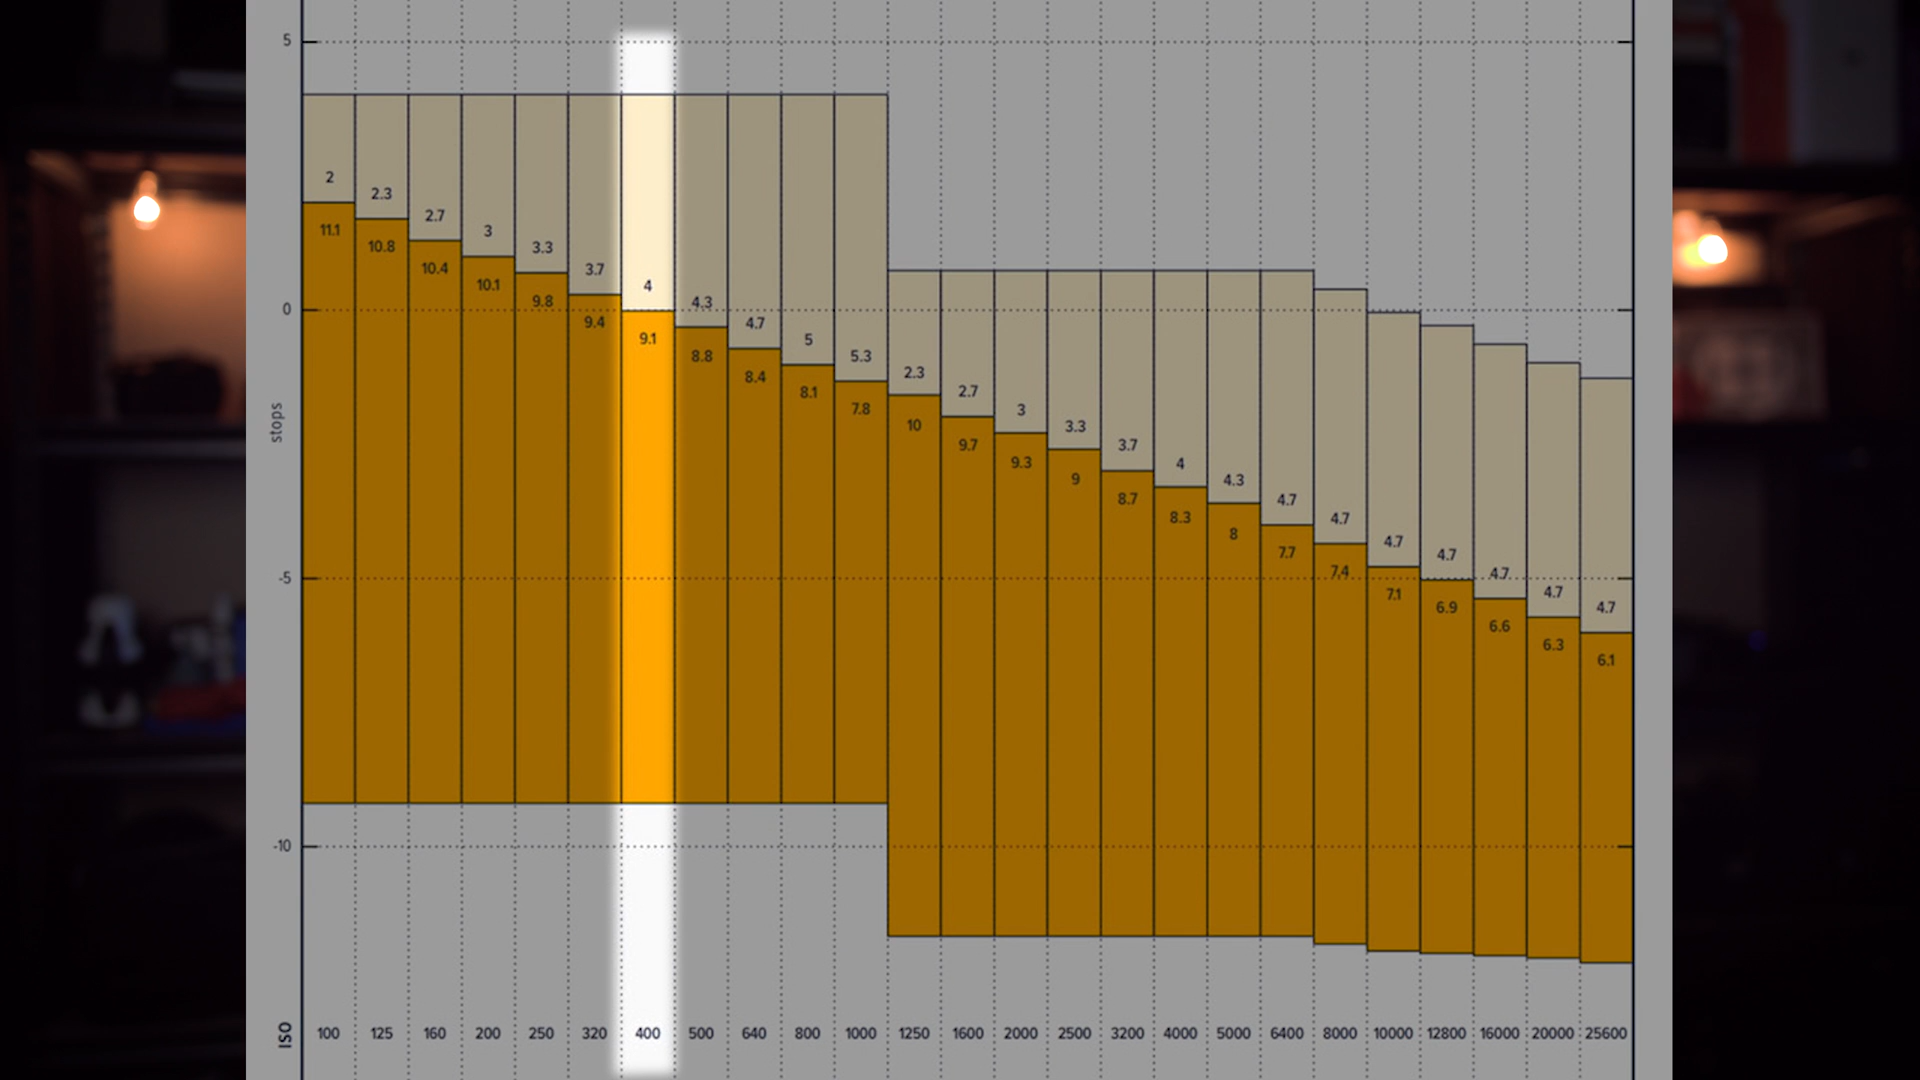 5
0
-5
-10
stops
2 2.3 2.7 3 3.3 3.7 4 4.3 4.7 5 5.3 2.3 2.7 3 3.3 3.7 4 4.3 4.7 4.7 4.7 4.7 4.7 4.7 4.7
11.1 10.8 10.4 10.1 9.8 9.4 9.1 8.8 8.4 8.1 7.8 10 9.7 9.3 9 8.7 8.3 8 7.7 7.4 7.1 6.9 6.6 6.3 6.1
ISO 100 125 160 200 250 320 400 500 640 800 1000 1250 1600 2000 2500 3200 4000 5000 6400 8000 10000 12800 16000 20000 25600